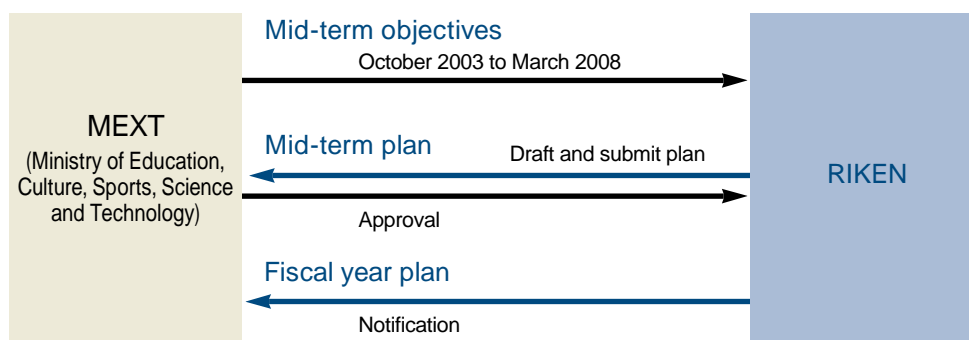 Mid-term objectives
October 2003 to March 2008
MEXT
(Ministry of Education,
Culture, Sports, Science
and Technology)
Mid-term plan
Draft and submit plan
Approval
RIKEN
Fiscal year plan
Notification